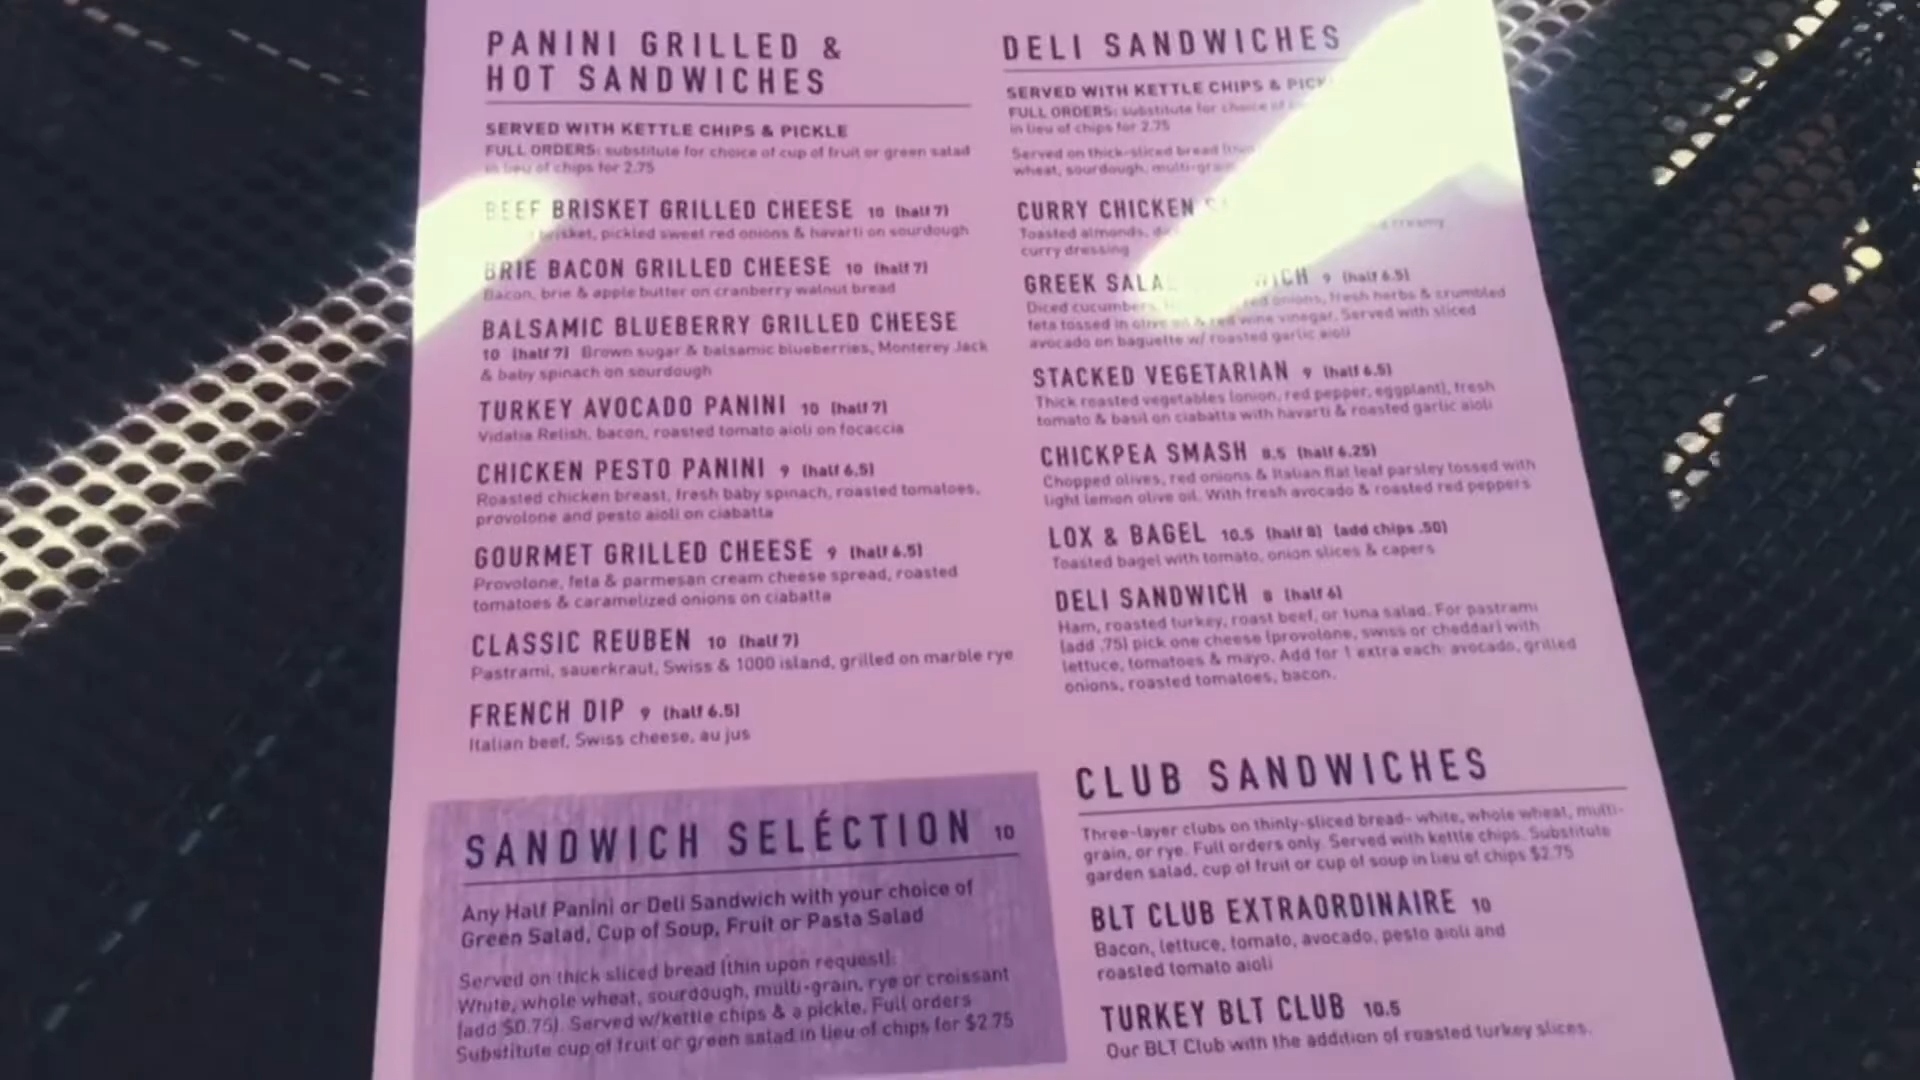 PANINI GRILLED &
HOT SANDWICHES
SERVED WITH KETTLE CHIPS & PICKLE
FULL ORDERS: substitute for choice of cup of fruit or green salad
in lieu of chips for 2.75
BEEF BRISKET GRILLED CHEESE 10 (half 7)
brisket, pickled sweet red onions & havarti on sourdough
BRIE BACON GRILLED CHEESE 10 (half 7)
Bacon, brie & apple butter on cranberry walnut bread
BALSAMIC BLUEBERRY GRILLED CHEESE
10 (half 7) Brown sugar & balsamic blueberries, Monterey Jack
& baby spinach on sourdough
TURKEY AVOCADO PANINI 10 (half 7)
Vidalia Relish, bacon, roasted tomato aioli on focaccia
CHICKEN PESTO PANINI 9 (half 6.5)
Roasted chicken breast, fresh baby spinach, roasted tomatoes,
provolone and pesto aioli on ciabatta
GOURMET GRILLED CHEESE 9 (half 6.5)
Provolone, feta & parmesan cream cheese spread, roasted
tomatoes & caramelized onions on ciabatta
CLASSIC REUBEN 10 (half 7)
Pastrami, sauerkraut, Swiss & 1000 island, grilled on marble rye
FRENCH DIP 9 (half 6.5)
Italian beef, Swiss cheese, au jus
SANDWICH SELÉCTION 10
Any Half Panini or Deli Sandwich with your choice of
Green Salad, Cup of Soup, Fruit or Pasta Salad
Served on thick sliced bread (thin upon request):
White, whole wheat, sourdough, multi-grain, rye or croissant
(add $0.75). Served w/kettle chips & a pickle. Full orders
Substitute cup of fruit or green salad in lieu of chips for $2.75
DELI SANDWICHES
SERVED WITH KETTLE CHIPS &
FULL ORDERS: substitute for choice of
in lieu of chips for 2.75
Served on thick-sliced bread
wheat, sourdough,
CURRY CHICKEN
Toasted almonds, creamy
curry dressing
GREEK 9 (half 6.5)
Diced cucumbers, red onions, fresh herbs & crumbled
feta tossed in olive oil & red wine vinegar. Served with sliced
avocado on baguette w/ roasted garlic aioli
STACKED VEGETARIAN 9 (half 6.5)
Thick roasted vegetables (onion, red pepper, eggplant), fresh
tomato & basil on ciabatta with havarti & roasted garlic aioli
CHICKPEA SMASH 8.5 (half 6.25)
Chopped olives, red onions & Italian flat leaf parsley tossed with
light lemon olive oil. With fresh avocado & roasted red peppers
LOX & BAGEL 10.5 (half 8) (add chips .50)
Toasted bagel with tomato, onion slices & capers
DELI SANDWICH 8 (half 6)
Ham, roasted turkey, roast beef, or tuna salad. For pastrami
(add .75) pick one cheese (provolone, swiss or cheddar) with
lettuce, tomatoes & mayo. Add for 1 extra each: avocado, grilled
onions, roasted tomatoes, bacon.
CLUB SANDWICHES
Three-layer clubs on thinly-sliced bread- white, whole wheat, multi-
grain, or rye. Full orders only. Served with kettle chips. Substitute
garden salad, cup of fruit or cup of soup in lieu of chips $2.75
BLT CLUB EXTRAORDINAIRE 10
Bacon, lettuce, tomato, avocado, pesto aioli and
roasted tomato aioli
TURKEY BLT CLUB 10.5
Our BLT Club with the addition of roasted turkey slices.